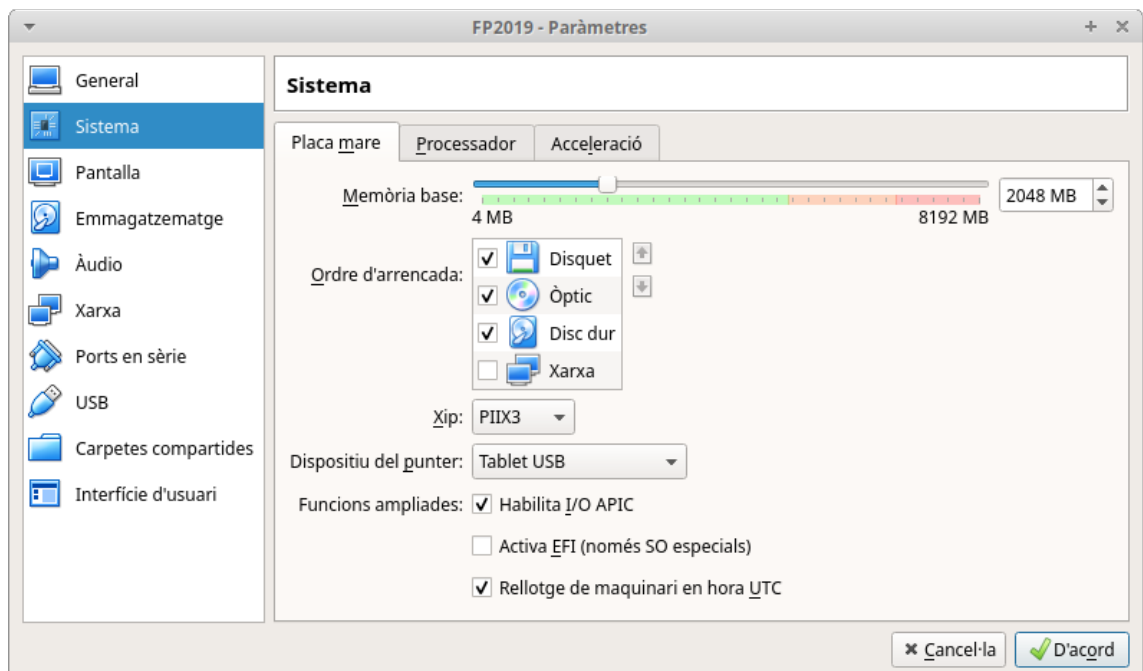 FP2019 - Paràmetres
General
Sistema
Pantalla
Emmagatzematge
Àudio
Xarxa
Ports en sèrie
USB
Carpetes compartides
Interfície d'usuari
Sistema
Placa mare Processador Acceleració
Memòria base: 2048 MB
4 MB 8192 MB
Ordre d'arrencada:
Disquet
Òptic
Disc dur
Xarxa
Xip: PIIX3
Dispositiu del punter: Tablet USB
Funcions ampliades: Habilita I/O APIC
Activa EFI (només SO especials)
Rellotge de maquinari en hora UTC
Cancel·la D'acord